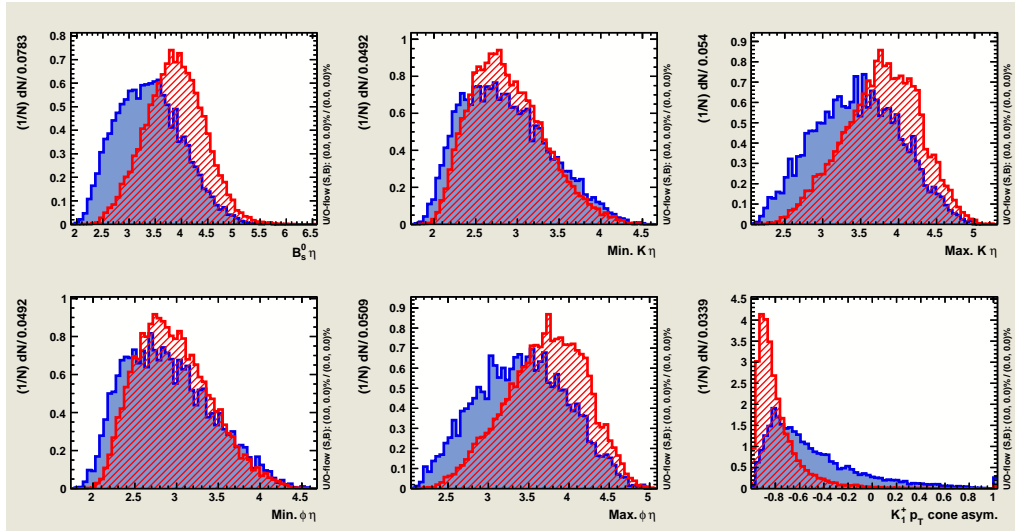 (1/N) dN/ 0.0783
0.8
0.7
0.6
0.5
0.4
0.3
0.2
0.1
0
2 2.5 3 3.5 4 4.5 5 5.5 6 6.5
B⁰ₛ η
U/O-flow (S,B): (0.0, 0.0)% / (0.0, 0.0)%
(1/N) dN/ 0.0492
1
0.8
0.6
0.4
0.2
0
2 2.5 3 3.5 4 4.5
Min. K η
U/O-flow (S,B): (0.0, 0.0)% / (0.0, 0.0)%
(1/N) dN/ 0.054
0.9
0.8
0.7
0.6
0.5
0.4
0.3
0.2
0.1
0
2.5 3 3.5 4 4.5 5
Max. K η
U/O-flow (S,B): (0.0, 0.0)% / (0.0, 0.0)%
(1/N) dN/ 0.0492
1
0.8
0.6
0.4
0.2
0
2 2.5 3 3.5 4 4.5
Min. ϕ η
U/O-flow (S,B): (0.0, 0.0)% / (0.0, 0.0)%
(1/N) dN/ 0.0509
0.9
0.8
0.7
0.6
0.5
0.4
0.3
0.2
0.1
0
2.5 3 3.5 4 4.5 5
Max. ϕ η
U/O-flow (S,B): (0.0, 0.0)% / (0.0, 0.0)%
(1/N) dN/ 0.0339
4.5
4
3.5
3
2.5
2
1.5
1
0.5
0
-0.8 -0.6 -0.4 -0.2 0 0.2 0.4 0.6 0.8 1
K⁺₁ p_T cone asym.
U/O-flow (S,B): (0.0, 0.0)% / (0.0, 0.0)%